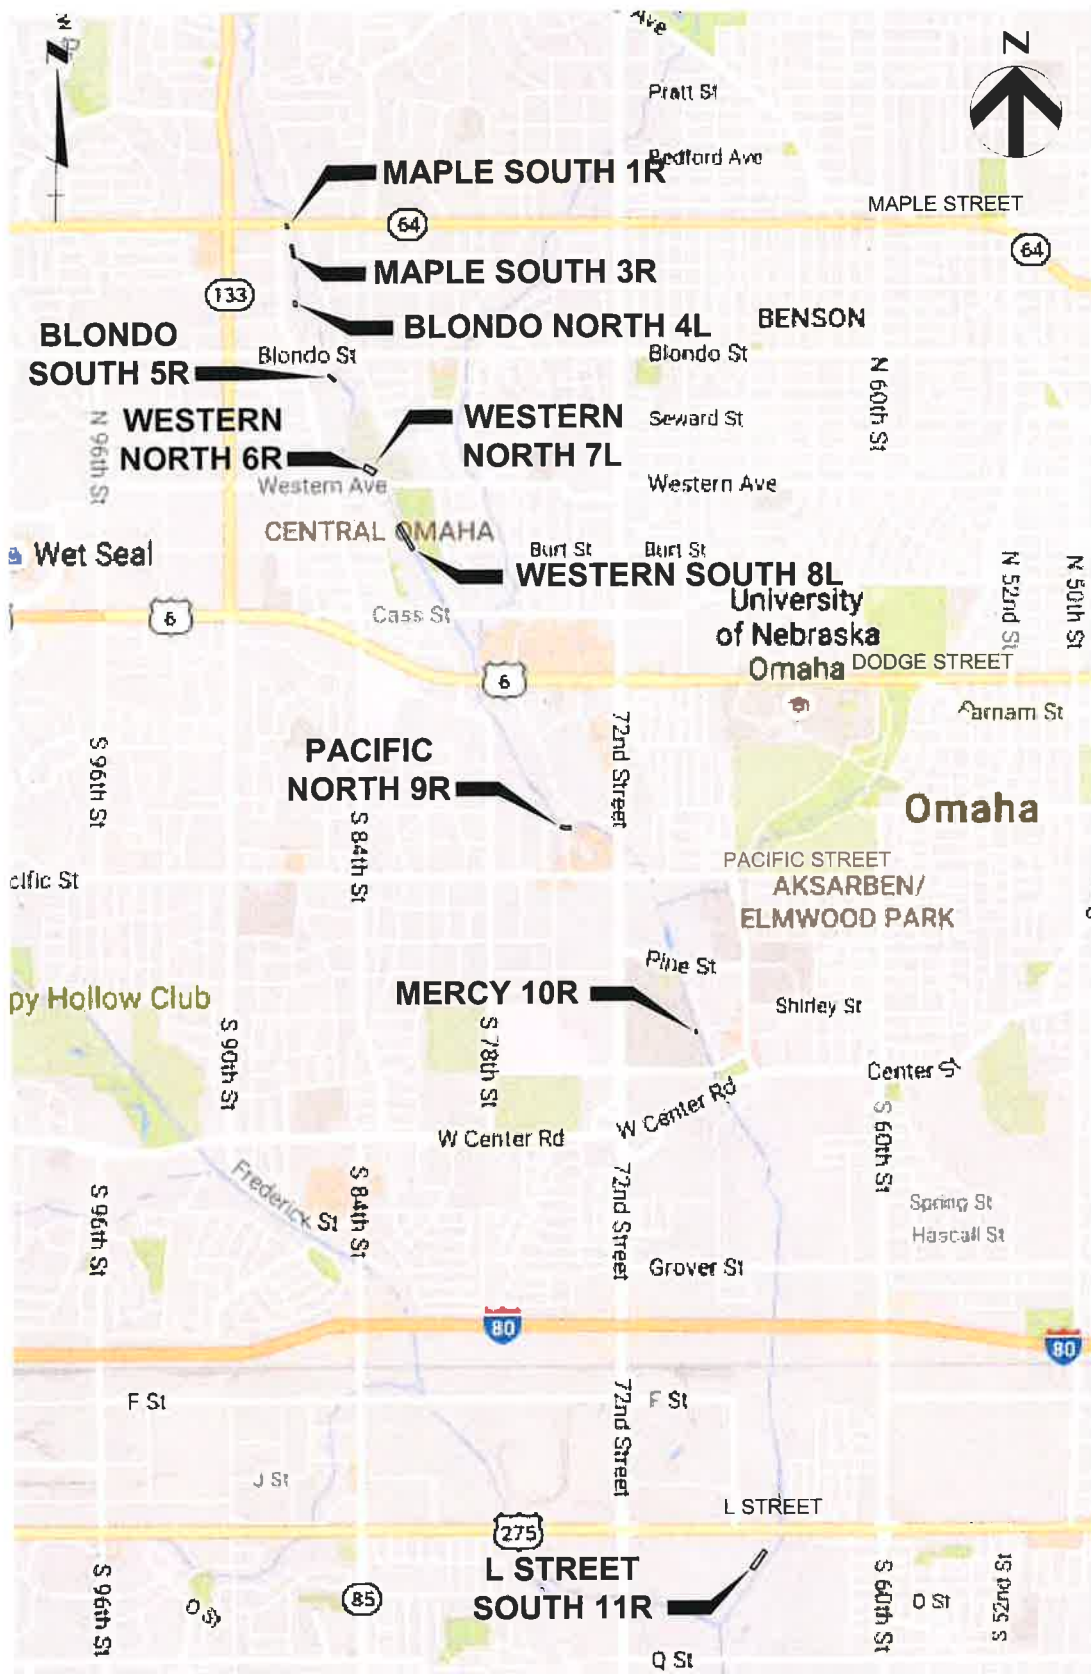 N
N
Ave
Pratt St
Bedford Ave
MAPLE SOUTH 1R
MAPLE STREET
64
64
MAPLE SOUTH 3R
133
BLONDO NORTH 4L
BENSON
BLONDO
SOUTH 5R
Blondo St
Blondo St
N 60th St
N 96th St
WESTERN
NORTH 6R
WESTERN
NORTH 7L
Seward St
Western Ave
Western Ave
CENTRAL OMAHA
Wet Seal
Burt St
Burt St
WESTERN SOUTH 8L
N 52nd St
N 50th St
University
of Nebraska
Omaha
6
Cass St
DODGE STREET
6
Farnam St
72nd Street
S 96th St
PACIFIC
NORTH 9R
S 84th St
Omaha
PACIFIC STREET
cific St
AKSARBEN/
ELMWOOD PARK
Pine St
MERCY 10R
Shirley St
py Hollow Club
S 90th St
S 78th St
Center St
W Center Rd
W Center Rd
S 60th St
Frederick St
S 84th St
S 96th St
72nd Street
Spring St
Hascall St
Grover St
80
80
F St
F St
72nd Street
J St
L STREET
275
L STREET
SOUTH 11R
S 96th St
85
S 60th St
O St
S 52nd St
Q St